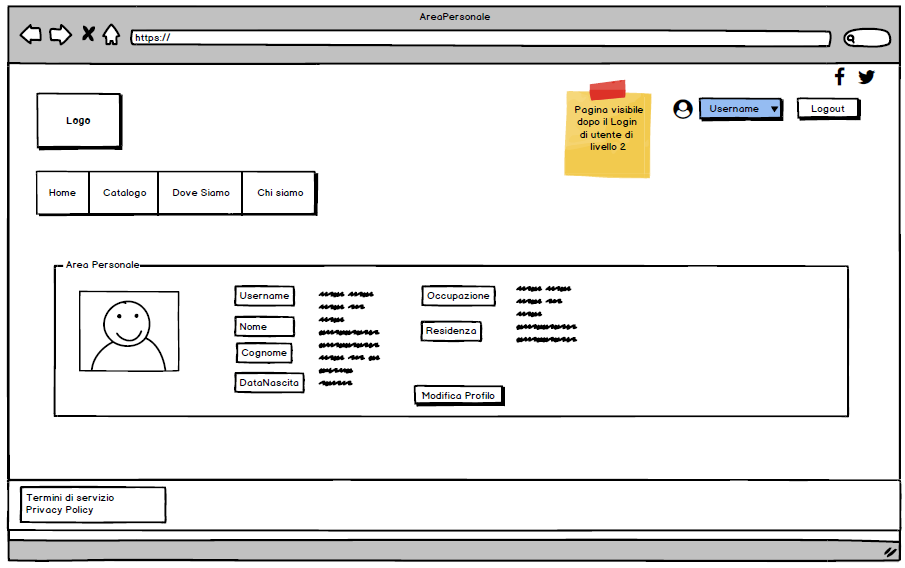 AreaPersonale
https://
Logo
Pagina visibile
dopo il Login
di utente di
livello 2
Username
Logout
Home
Catalogo
Dove Siamo
Chi siamo
Area Personale
Username
Nome
Cognome
DataNascita
Occupazione
Residenza
Modifica Profilo
Termini di servizio
Privacy Policy